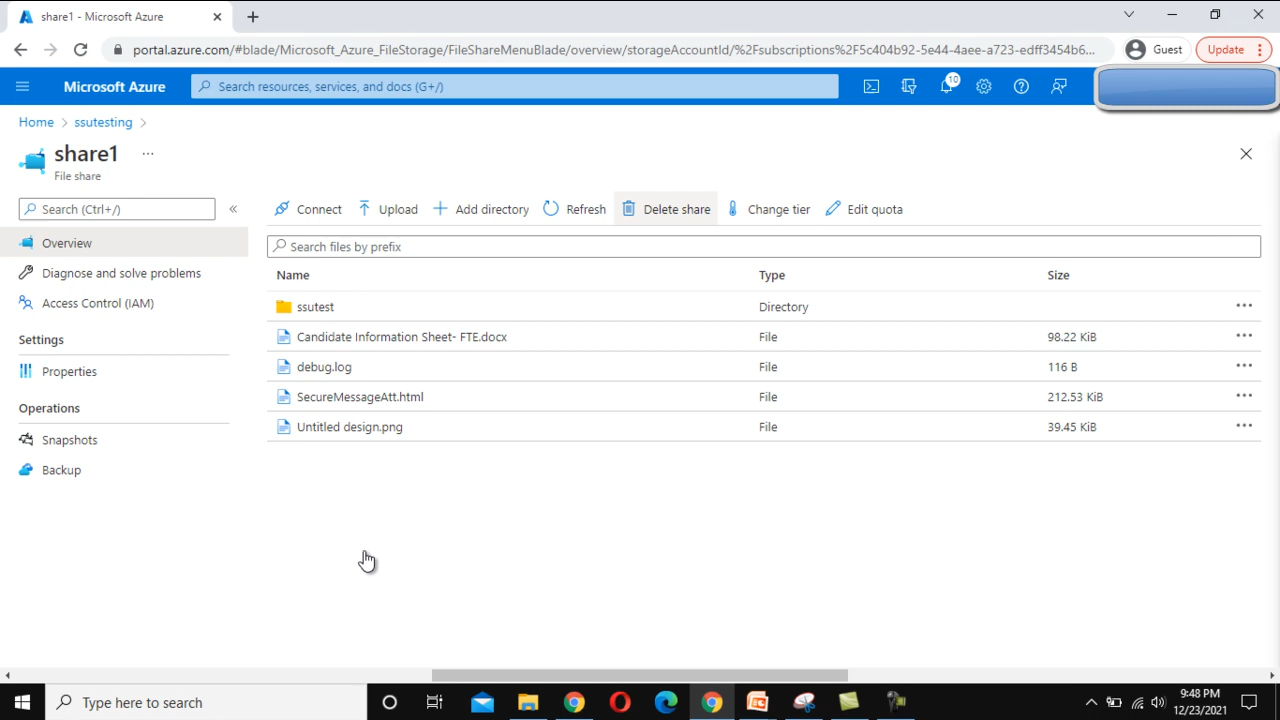 share1 - Microsoft Azure
portal.azure.com/#blade/Microsoft_Azure_FileStorage/FileShareMenuBlade/overview/storageAccountId/%2Fsubscriptions%2F5c404b92-5e44-4aee-a723-edff3454b6...
Guest
Update
Microsoft Azure
Search resources, services, and docs (G+/)
10
Home > ssutesting >
share1 ...
File share
Search (Ctrl+/)
«
Connect
Upload
Add directory
Refresh
Delete share
Change tier
Edit quota
Overview
Diagnose and solve problems
Access Control (IAM)
Settings
Properties
Operations
Snapshots
Backup
Search files by prefix
Name Type Size
ssutest Directory ...
Candidate Information Sheet- FTE.docx File 98.22 KiB ...
debug.log File 116 B ...
SecureMessageAtt.html File 212.53 KiB ...
Untitled design.png File 39.45 KiB ...
Type here to search
9:48 PM
12/23/2021